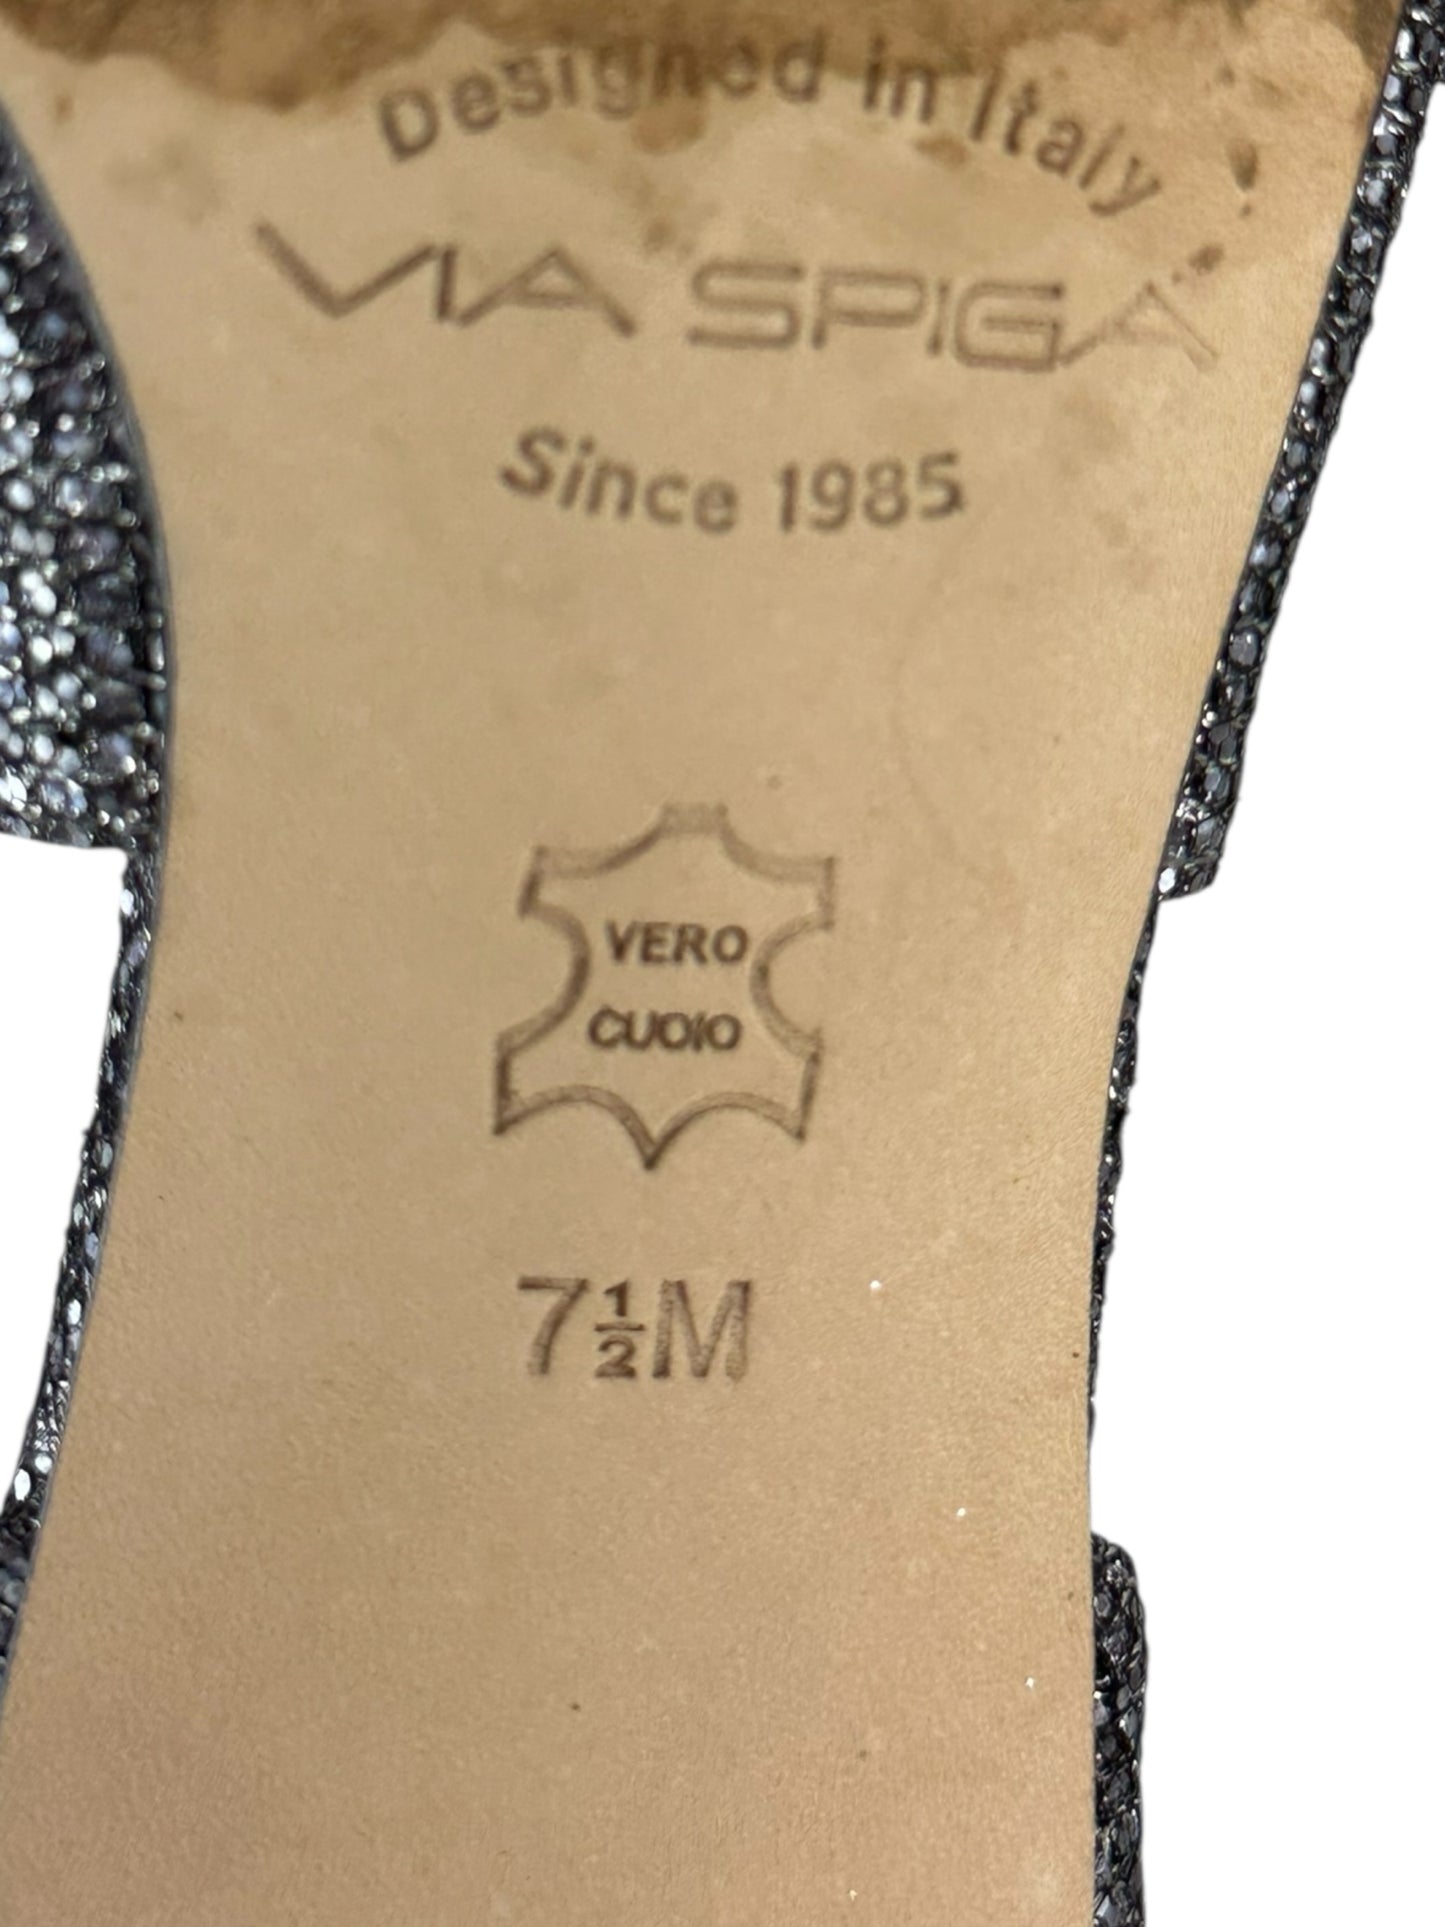 Designed in Italy
VIA SPIGA
Since 1985
VERO
CUOIO
7½M